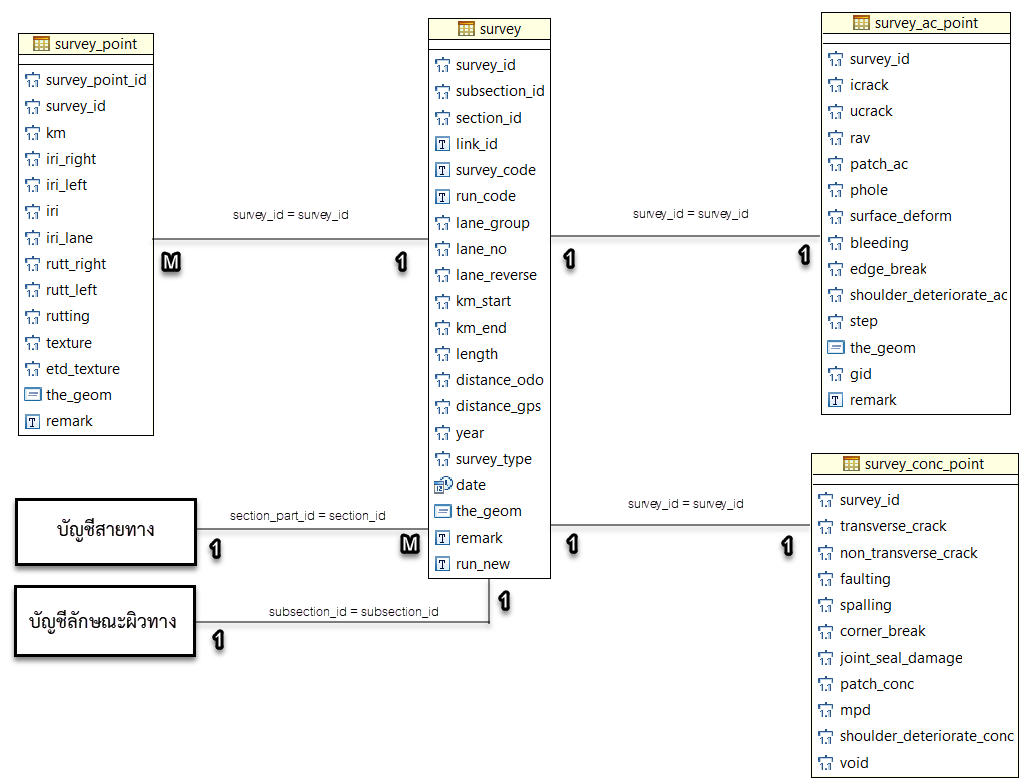 survey_point
survey_point_id
survey_id
km
iri_right
iri_left
iri
iri_lane
rutt_right
rutt_left
rutting
texture
etd_texture
the_geom
remark
survey_id = survey_id
M
1
survey
survey_id
subsection_id
section_id
link_id
survey_code
run_code
lane_group
lane_no
lane_reverse
km_start
km_end
length
distance_odo
distance_gps
year
survey_type
date
the_geom
remark
run_new
survey_id = survey_id
1
1
survey_ac_point
survey_id
icrack
ucrack
rav
patch_ac
phole
surface_deform
bleeding
edge_break
shoulder_deteriorate_ac
step
the_geom
gid
remark
survey_id = survey_id
1
1
survey_conc_point
survey_id
transverse_crack
non_transverse_crack
faulting
spalling
corner_break
joint_seal_damage
patch_conc
mpd
shoulder_deteriorate_conc
void
บัญชีสายทาง
section_part_id = section_id
1
M
บัญชีลักษณะผิวทาง
subsection_id = subsection_id
1
1